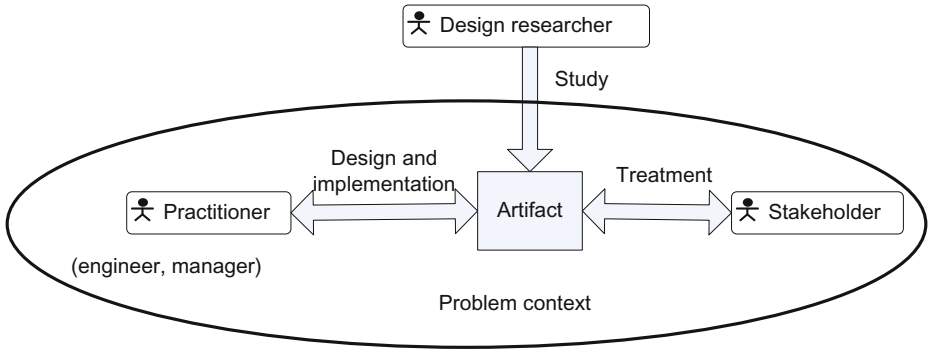 Design researcher
Study
Design and
implementation
Treatment
Practitioner
Artifact
Stakeholder
(engineer, manager)
Problem context